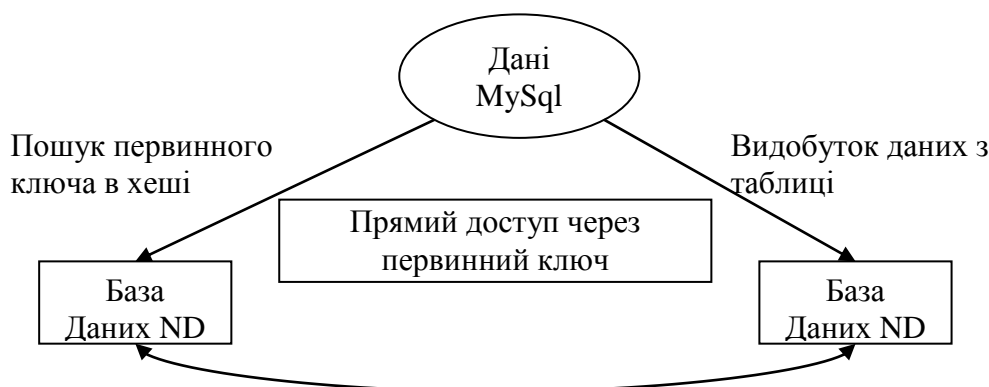 Дані
MySql
Пошук первинного
ключа в хеші
Видобуток даних з
таблиці
Прямий доступ через
первинний ключ
База
Даних ND
База
Даних ND